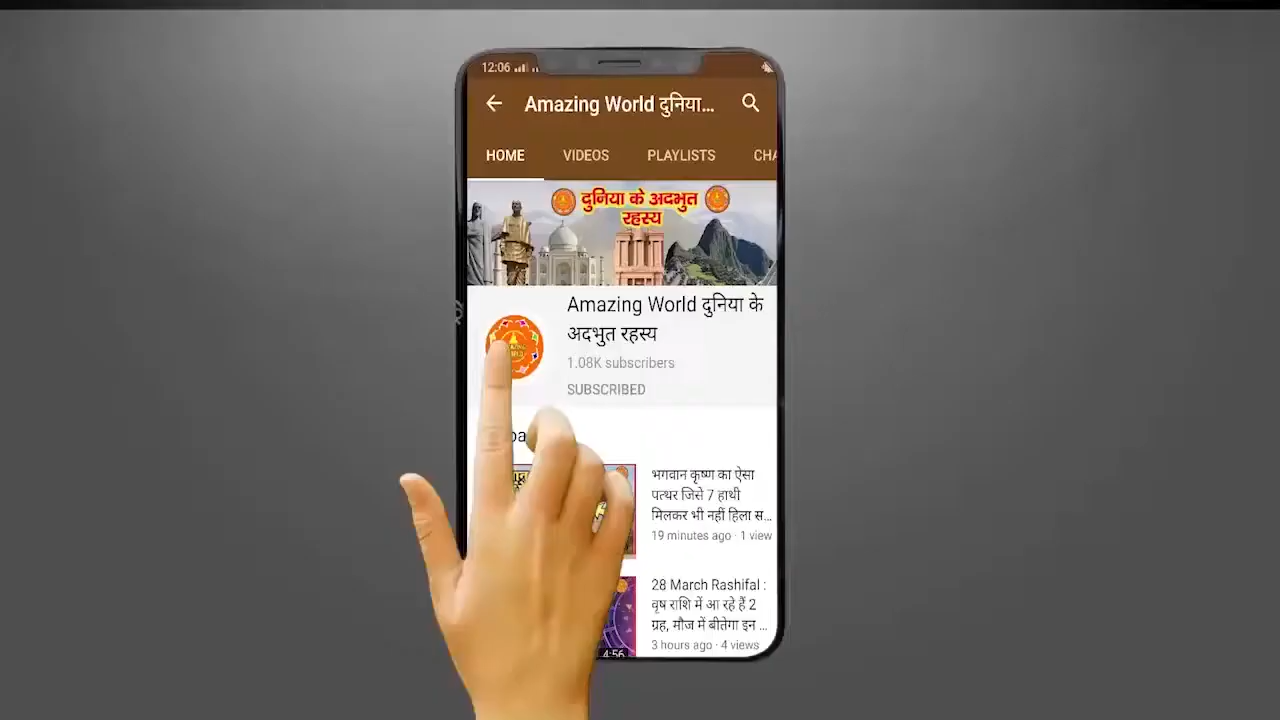 12:06
Amazing World दुनिया...
HOME VIDEOS PLAYLISTS CHA
दुनिया के अदभुत
रहस्य
Amazing World दुनिया के
अदभुत रहस्य
1.08K subscribers
SUBSCRIBED
भगवान कृष्ण का ऐसा
पत्थर जिसे 7 हाथी
मिलकर भी नहीं हिला स...
19 minutes ago · 1 view
28 March Rashifal :
वृष राशि में आ रहे हैं 2
ग्रह, मौज में बीतेगा इन ...
3 hours ago · 4 views
4:56